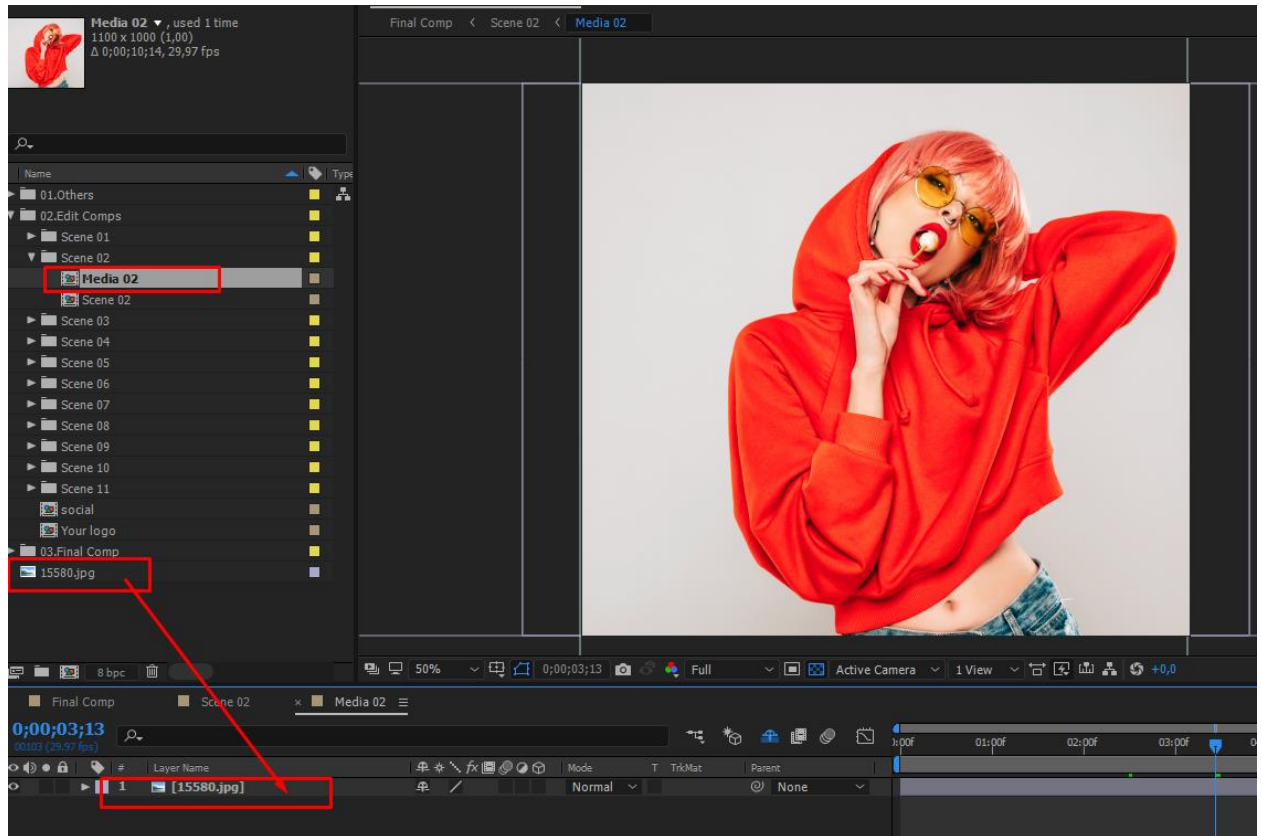 Media 02 ▼ , used 1 time
1100 x 1000 (1,00)
Δ 0;00;10;14, 29,97 fps
Final Comp < Scene 02 < Media 02
Name Type
01.Others
02.Edit Comps
Scene 01
Scene 02
Media 02
Scene 02
Scene 03
Scene 04
Scene 05
Scene 06
Scene 07
Scene 08
Scene 09
Scene 10
Scene 11
social
Your logo
03.Final Comp
15580.jpg
8 bpc
50% 0;00;03;13 Full Active Camera 1 View +0,0
Final Comp Scene 02 × Media 02
0;00;03;13
00103 (29.97 fps)
01:00f 02:00f 03:00f
# Layer Name fx Mode T TrkMat Parent
1 [15580.jpg] Normal None